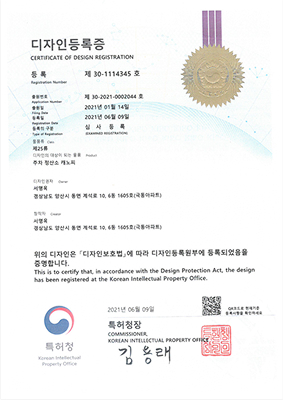 디자인등록증
CERTIFICATE OF DESIGN REGISTRATION
등 록 제 30-1114345 호
Registration Number
출원번호 제 30-2021-0002044 호
Application Number
출원일 2021년 01월 14일
Filing Date
등록일 2021년 06월 09일
Registration Date
등록의 구분 심 사 등 록
Type of Registration (EXAMINED REGISTRATION)
물품류 Class
제25류
디자인의 대상이 되는 물품 Product
주차 정산소 캐노피
디자인권자 Owner
서명옥
경상남도 양산시 동면 계석로 10, 6동 1605호(극동아파트)
창작자 Creator
서명옥
경상남도 양산시 동면 계석로 10, 6동 1605호(극동아파트)
위의 디자인은 「디자인보호법」에 따라 디자인등록원부에 등록되었음을
증명합니다.
This is to certify that, in accordance with the Design Protection Act, the design
has been registered at the Korean Intellectual Property Office.
2021년 06월 09일
QR코드로 현재기준
등록사항을 확인하세요
특허청
Korean Intellectual
Property Office
특허청장
COMMISSIONER,
KOREAN INTELLECTUAL PROPERTY OFFICE
김용래